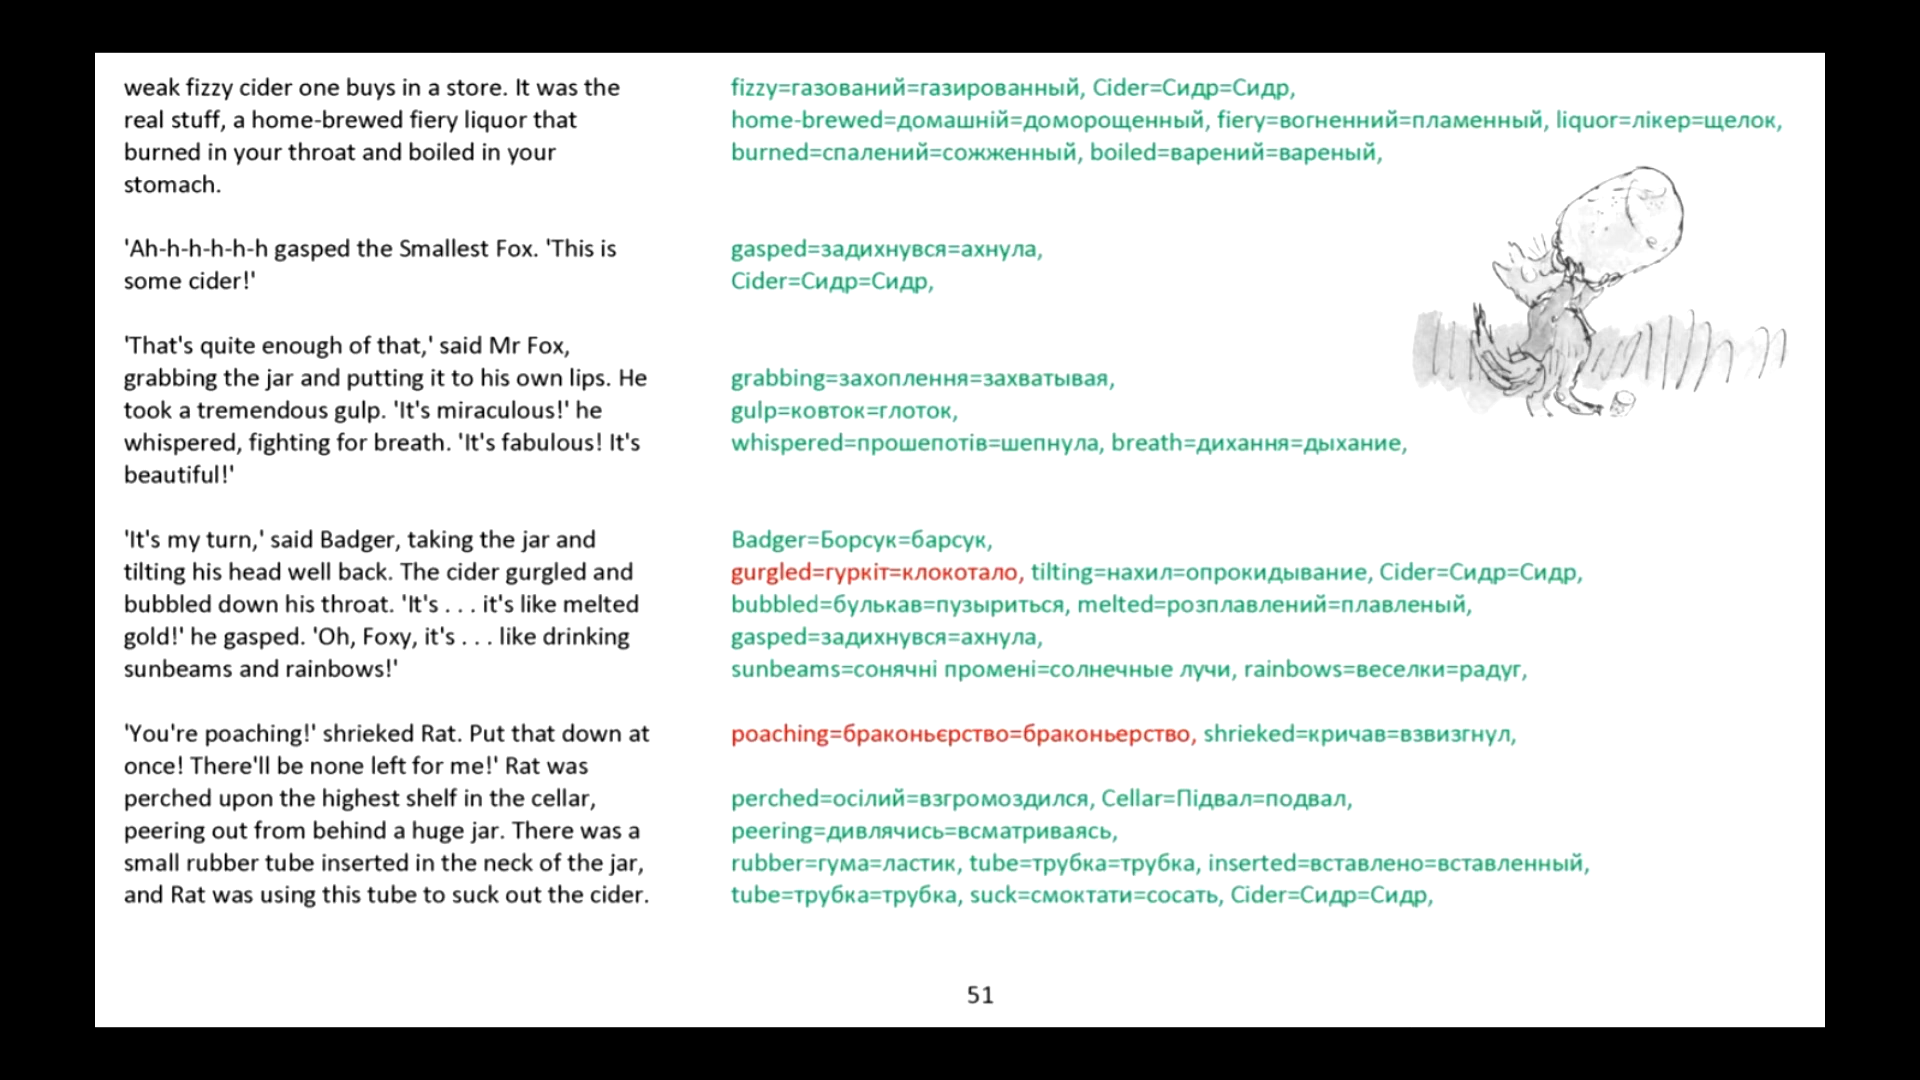 weak fizzy cider one buys in a store. It was the
real stuff, a home-brewed fiery liquor that
burned in your throat and boiled in your
stomach.
'Ah-h-h-h-h-h gasped the Smallest Fox. 'This is
some cider!'
'That's quite enough of that,' said Mr Fox,
grabbing the jar and putting it to his own lips. He
took a tremendous gulp. 'It's miraculous!' he
whispered, fighting for breath. 'It's fabulous! It's
beautiful!'
'It's my turn,' said Badger, taking the jar and
tilting his head well back. The cider gurgled and
bubbled down his throat. 'It's . . . it's like melted
gold!' he gasped. 'Oh, Foxy, it's . . . like drinking
sunbeams and rainbows!'
'You're poaching!' shrieked Rat. Put that down at
once! There'll be none left for me!' Rat was
perched upon the highest shelf in the cellar,
peering out from behind a huge jar. There was a
small rubber tube inserted in the neck of the jar,
and Rat was using this tube to suck out the cider.
fizzy=газований=газированный, Cider=Сидр=Сидр,
home-brewed=домашній=доморощенный, fiery=вогненний=пламенный, liquor=лікер=щелок,
burned=спалений=сожженный, boiled=варений=вареный,
gasped=задихнувся=ахнула,
Cider=Сидр=Сидр,
grabbing=захоплення=захватывая,
gulp=ковток=глоток,
whispered=прошепотів=шепнула, breath=дихання=дыхание,
Badger=Борсук=барсук,
gurgled=гуркіт=клокотало, tilting=нахил=опрокидывание, Cider=Сидр=Сидр,
bubbled=булькав=пузыриться, melted=розплавлений=плавленый,
gasped=задихнувся=ахнула,
sunbeams=сонячні промені=солнечные лучи, rainbows=веселки=радуг,
poaching=браконьєрство=браконьерство, shrieked=кричав=взвизгнул,
perched=осілий=взгромоздился, Cellar=Підвал=подвал,
peering=дивлячись=всматриваясь,
rubber=гума=ластик, tube=трубка=трубка, inserted=вставлено=вставленный,
tube=трубка=трубка, suck=смоктати=сосать, Cider=Сидр=Сидр,
51